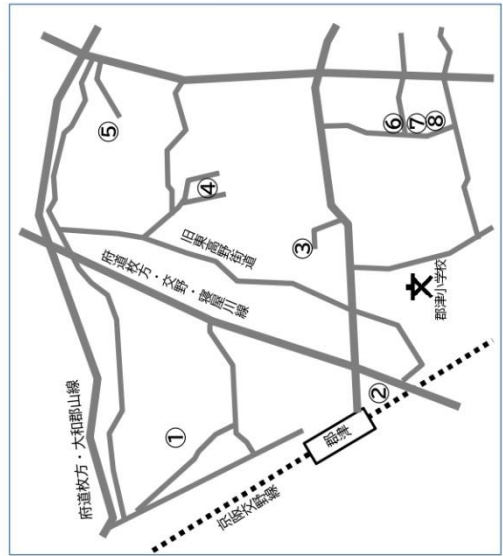 府道枚方・大和郡山線
①
⑤
府道枚方・交野・寝屋川線
旧東高野街道
④
③
⑥
⑦
⑧
②
郡津
京阪交野線
郡津小学校